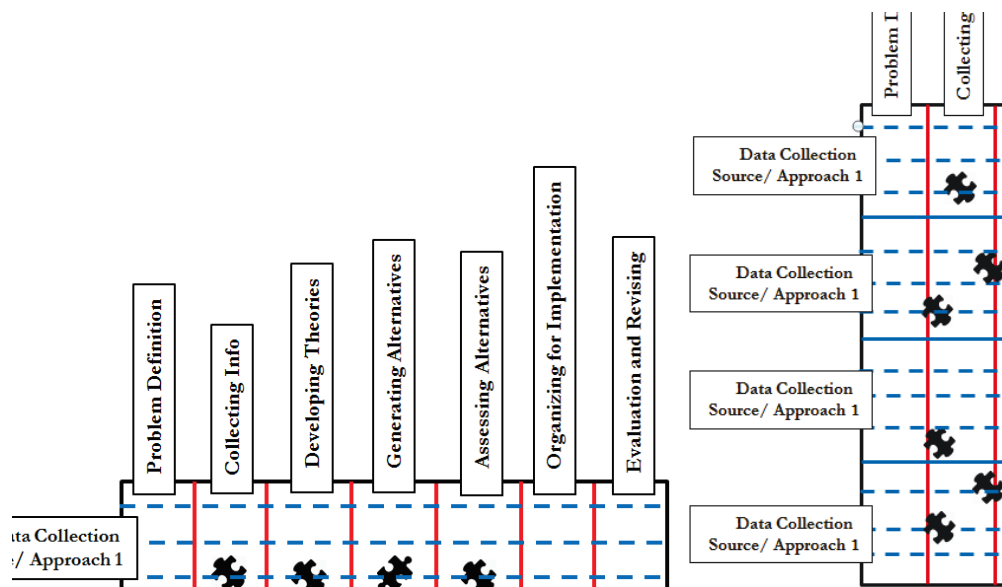 Problem Definition
Collecting Info
Developing Theories
Generating Alternatives
Assessing Alternatives
Organizing for Implementation
Evaluation and Revising
ata Collection
e/ Approach 1
Problem D
Collecting
Data Collection
Source/ Approach 1
Data Collection
Source/ Approach 1
Data Collection
Source/ Approach 1
Data Collection
Source/ Approach 1